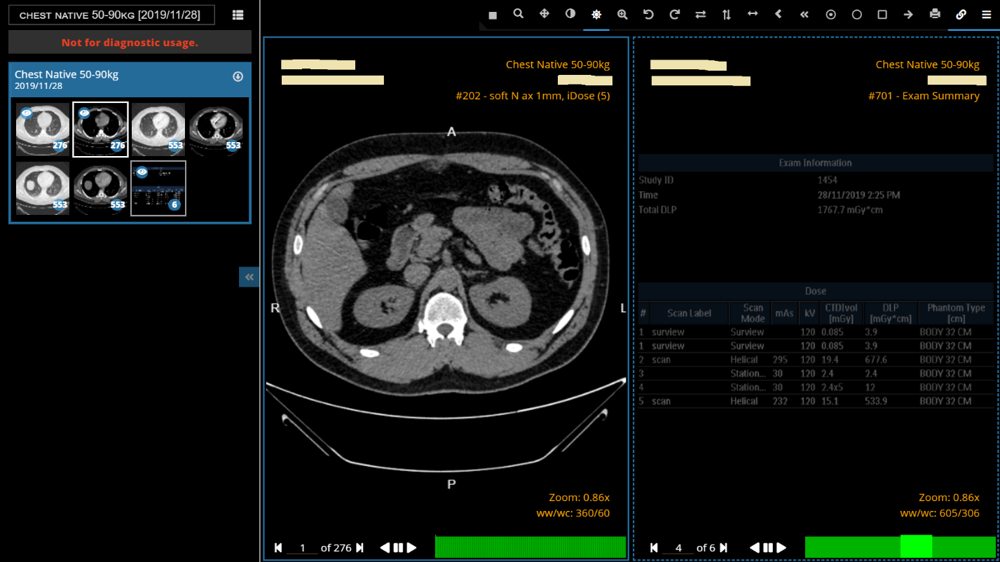 CHEST NATIVE 50-90KG [2019/11/28]
Not for diagnostic usage.
Chest Native 50-90kg
2019/11/28
276
276
553
553
553
553
6
Chest Native 50-90kg
#202 - soft N ax 1mm, iDose (5)
A
R
L
P
Zoom: 0.86x
ww/wc: 360/60
1 of 276
Chest Native 50-90kg
#701 - Exam Summary
Exam Information
Study ID 1454
Time 28/11/2019 2:25 PM
Total DLP 1767.7 mGy*cm
Dose
# Scan Label Scan Mode mAs kV CTDIvol [mGy] DLP [mGy*cm] Phantom Type [cm]
1 surview Surview 120 0.085 3.9 BODY 32 CM
1 surview Surview 120 0.085 3.9 BODY 32 CM
2 scan Helical 295 120 19.4 677.6 BODY 32 CM
3 Station... 30 120 2.4 2.4 BODY 32 CM
4 Station... 30 120 2.4x5 12 BODY 32 CM
5 scan Helical 232 120 15.1 533.9 BODY 32 CM
Zoom: 0.86x
ww/wc: 605/306
4 of 6